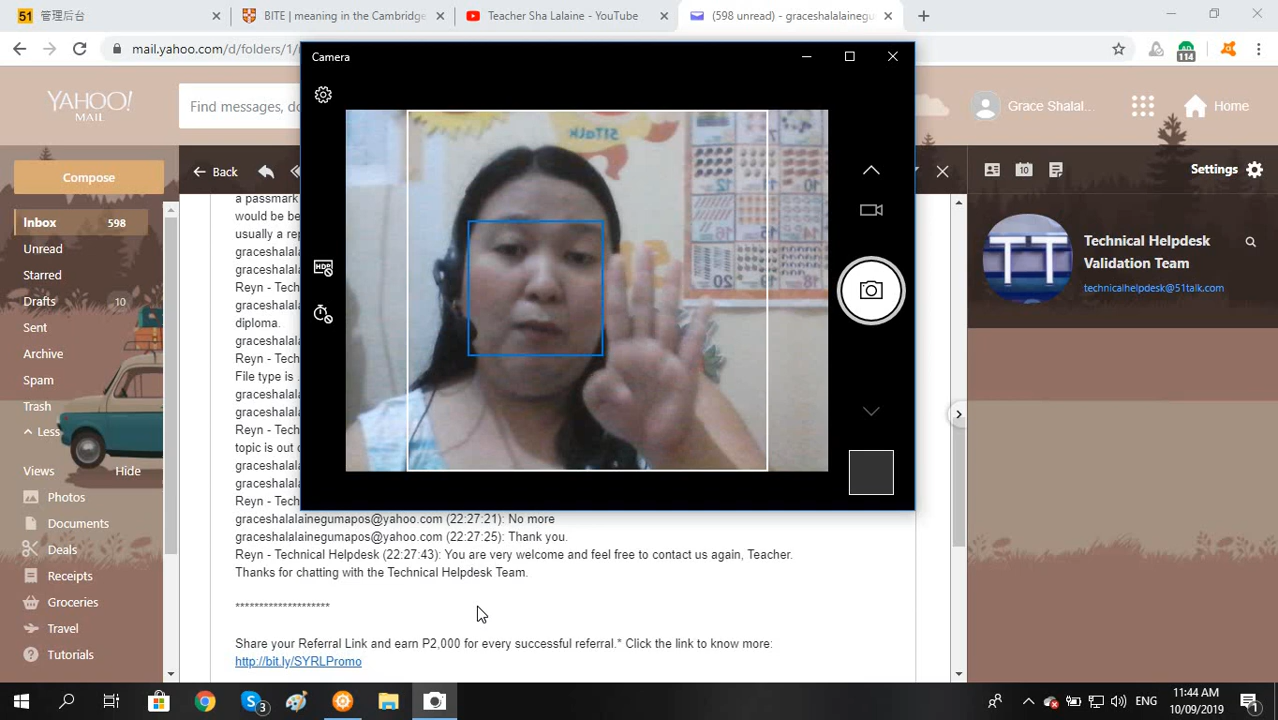 管理后台
BITE | meaning in the Cambridge
Teacher Sha Lalaine - YouTube
(598 unread) - graceshalalainegu
mail.yahoo.com/d/folders/1/
114
Camera
YAHOO!
MAIL
Find messages, do
Grace Shalal...
Home
Compose
Back
10
Settings
Inbox 598
Unread
Starred
Drafts 10
Sent
Archive
Spam
Trash
Less
Views Hide
Photos
Documents
Deals
Receipts
Groceries
Travel
Tutorials
a passmark
would be be
usually a rep
graceshalala
graceshalala
Reyn - Tech
graceshalala
diploma.
graceshalala
Reyn - Tech
File type is .
graceshalala
graceshalala
Reyn - Tech
topic is out o
graceshalala
graceshalala
Reyn - Tech
graceshalalainegumapos@yahoo.com (22:27:21): No more
graceshalalainegumapos@yahoo.com (22:27:25): Thank you.
Reyn - Technical Helpdesk (22:27:43): You are very welcome and feel free to contact us again, Teacher.
Thanks for chatting with the Technical Helpdesk Team.
********************
Share your Referral Link and earn P2,000 for every successful referral.* Click the link to know more:
http://bit.ly/SYRLPromo
51Talk
HDR
TT
Technical Helpdesk
Validation Team
technicalhelpdesk@51talk.com
ENG
11:44 AM
10/09/2019